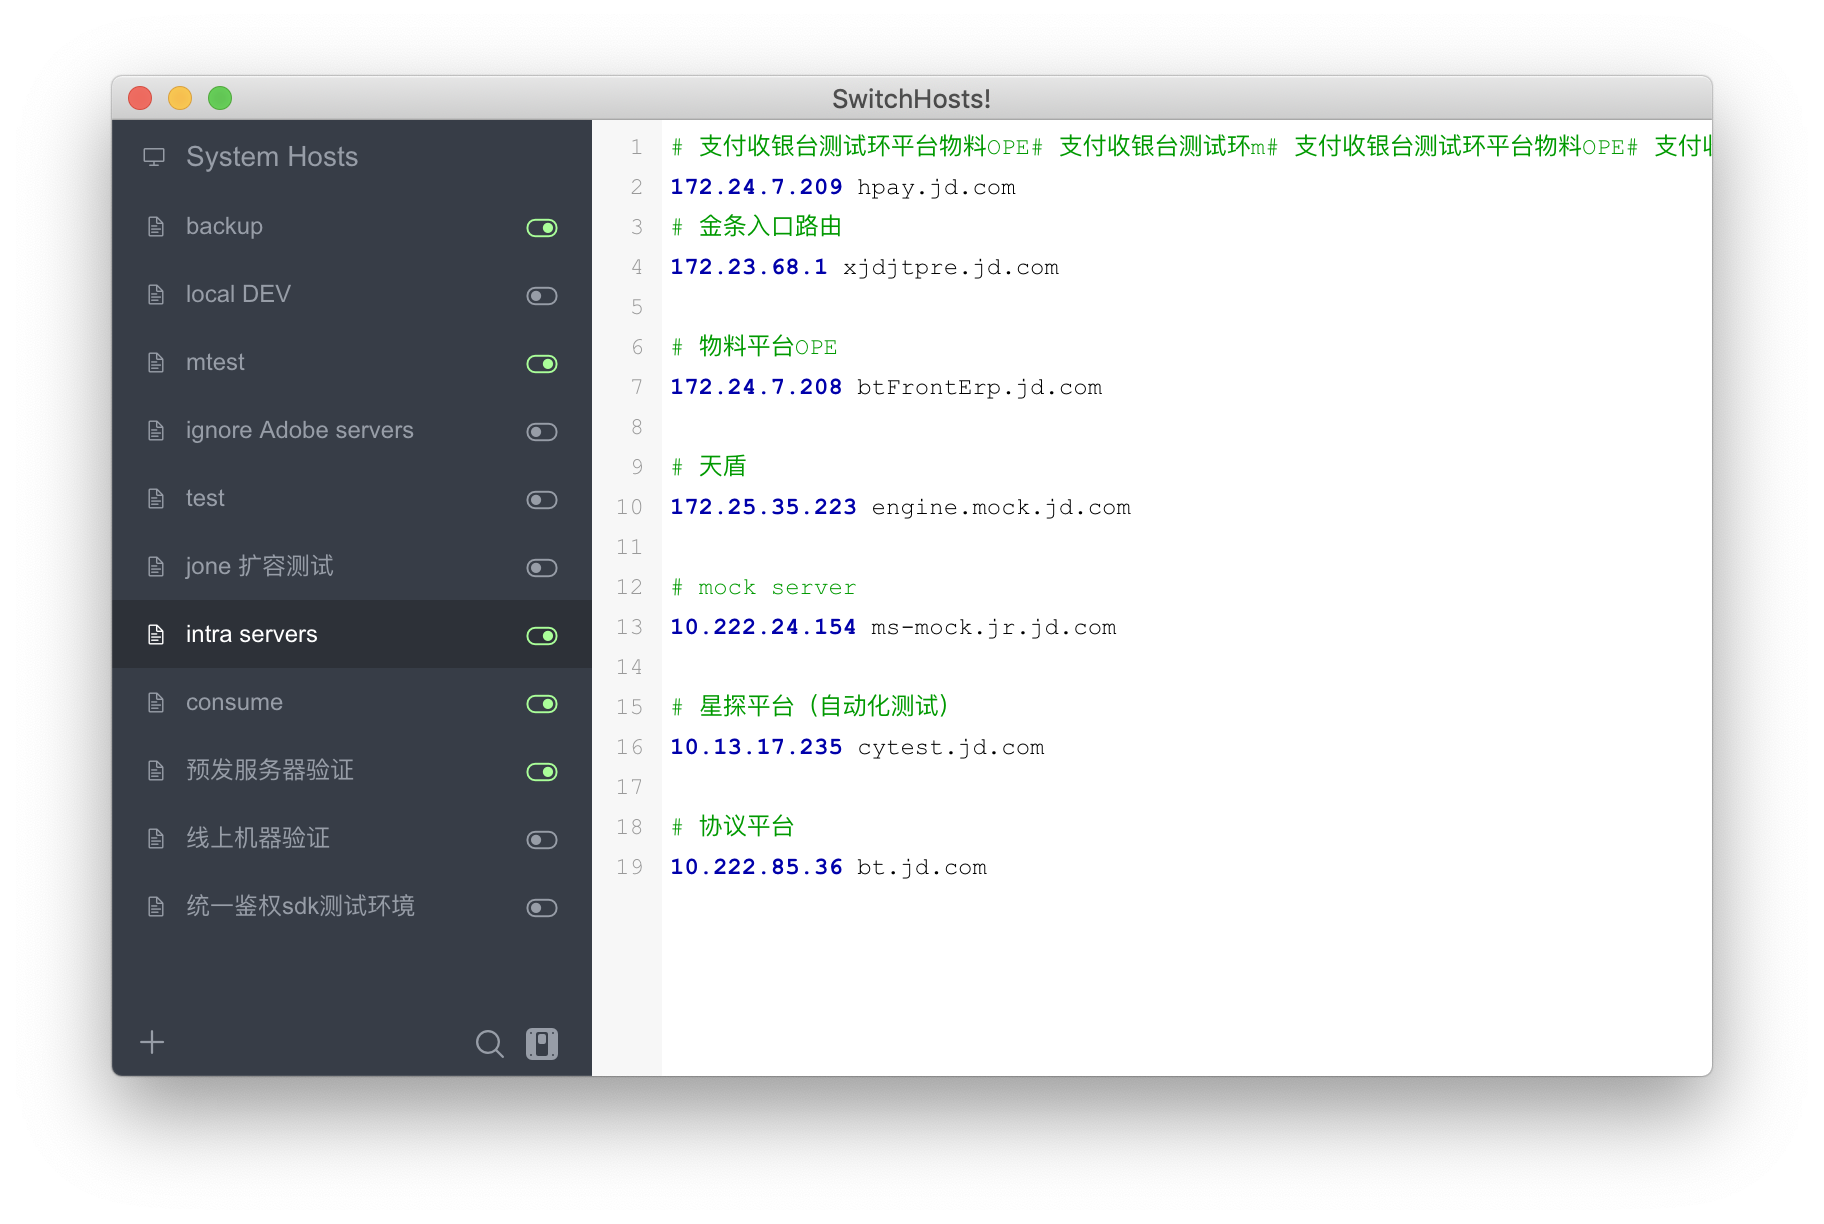 SwitchHosts!
System Hosts
backup
local DEV
mtest
ignore Adobe servers
test
jone 扩容测试
intra servers
consume
预发服务器验证
线上机器验证
统一鉴权sdk测试环境
1 # 支付收银台测试环平台物料OPE# 支付收银台测试环m# 支付收银台测试环平台物料OPE# 支付
2 172.24.7.209 hpay.jd.com
3 # 金条入口路由
4 172.23.68.1 xjdjtpre.jd.com
5
6 # 物料平台OPE
7 172.24.7.208 btFrontErp.jd.com
8
9 # 天盾
10 172.25.35.223 engine.mock.jd.com
11
12 # mock server
13 10.222.24.154 ms-mock.jr.jd.com
14
15 # 星探平台（自动化测试）
16 10.13.17.235 cytest.jd.com
17
18 # 协议平台
19 10.222.85.36 bt.jd.com